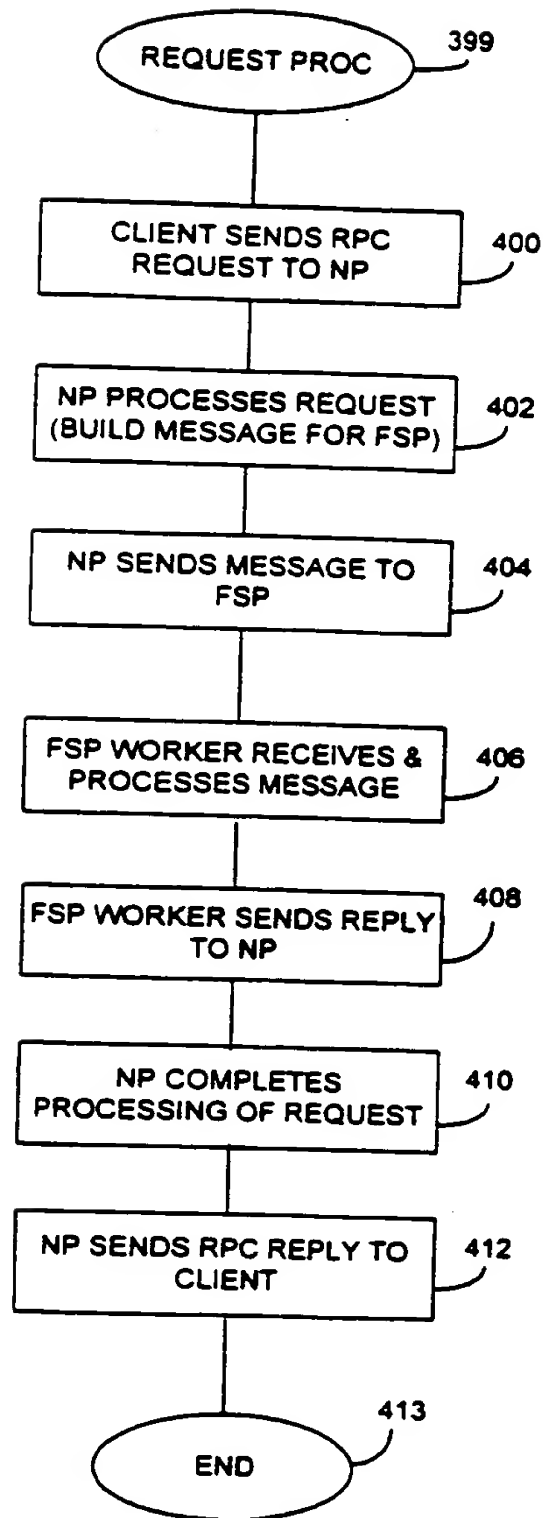 REQUEST PROC
399
CLIENT SENDS RPC
REQUEST TO NP
400
NP PROCESSES REQUEST
(BUILD MESSAGE FOR FSP)
402
NP SENDS MESSAGE TO
FSP
404
FSP WORKER RECEIVES &
PROCESSES MESSAGE
406
FSP WORKER SENDS REPLY
TO NP
408
NP COMPLETES
PROCESSING OF REQUEST
410
NP SENDS RPC REPLY TO
CLIENT
412
END
413